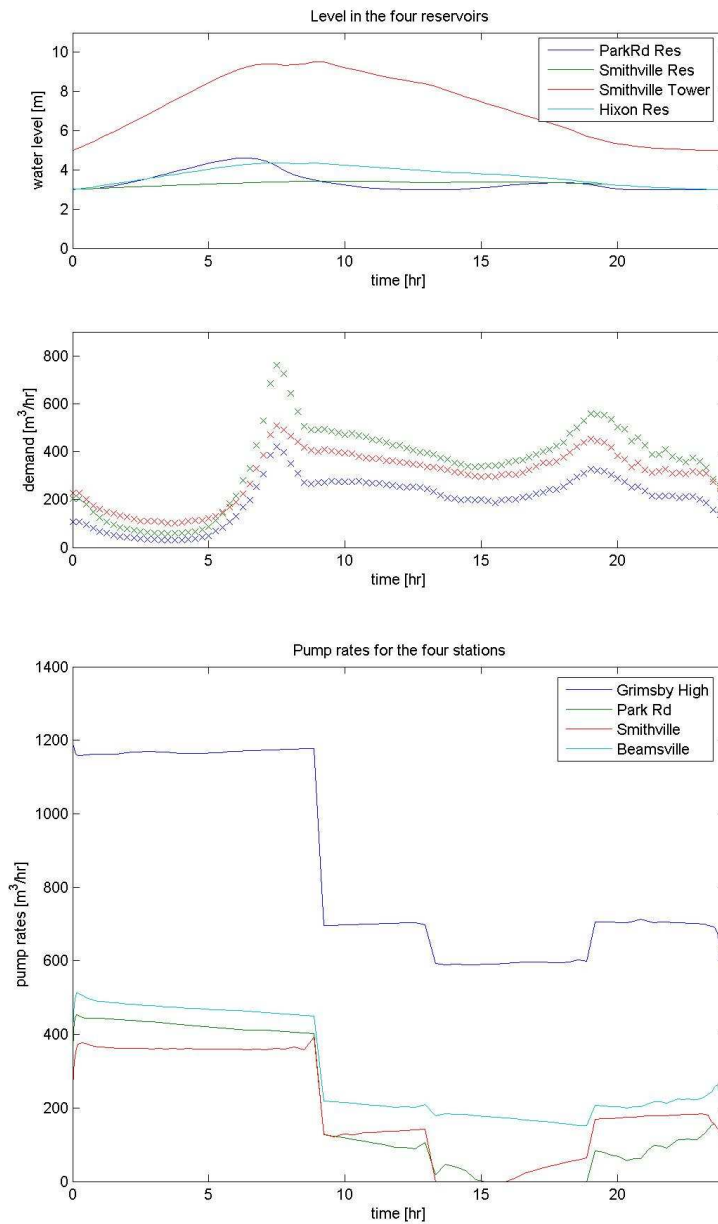 Level in the four reservoirs
10
8
6
4
2
0
water level [m]
ParkRd Res
Smithville Res
Smithville Tower
Hixon Res
0 5 10 15 20
time [hr]
800
600
400
200
0
demand [m³/hr]
0 5 10 15 20
time [hr]
Pump rates for the four stations
1400
1200
1000
800
600
400
200
0
pump rates [m³/hr]
Grimsby High
Park Rd
Smithville
Beamsville
0 5 10 15 20
time [hr]